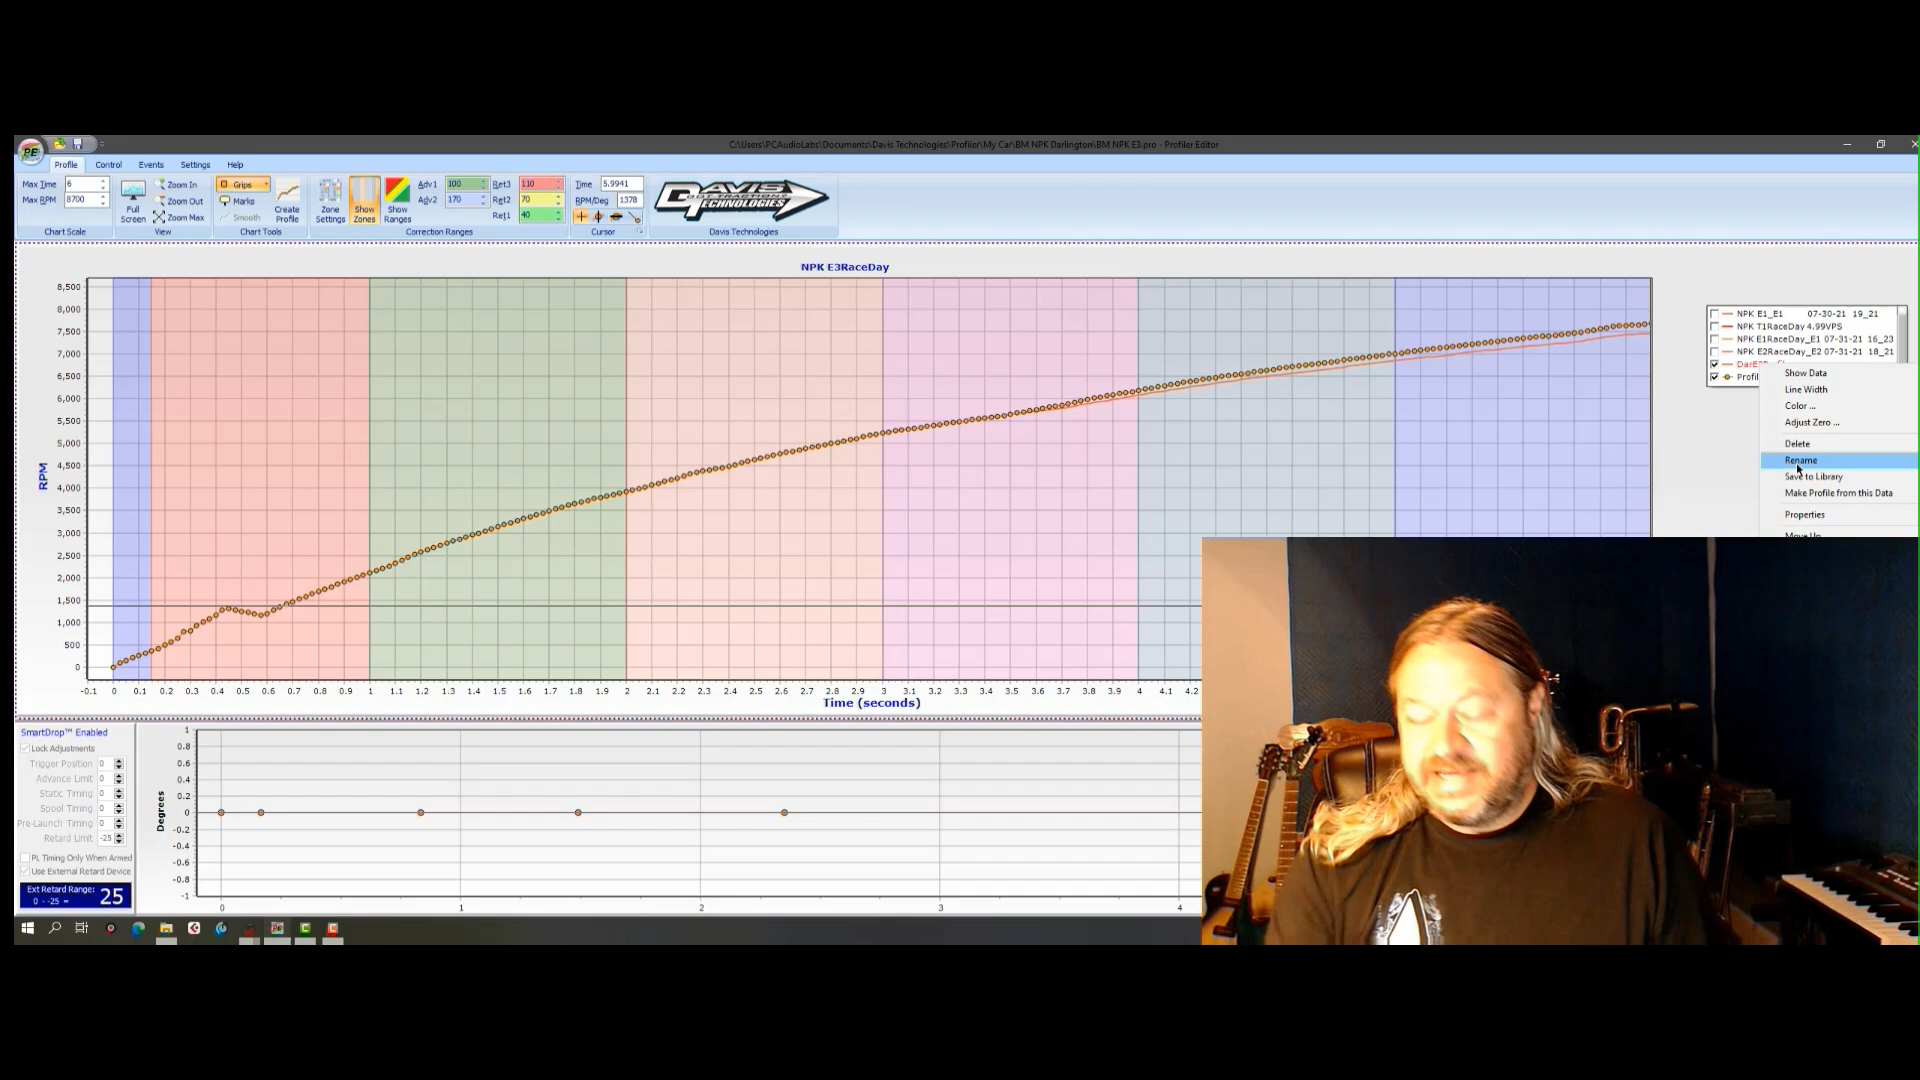 C:\Users\PCAudioLabs\Documents\Davis Technologies\Profiler\My Car\BM NPK Darlington\BM NPK E3.pro - Profiler Editor
PE
Profile Control Events Settings Help
Max Time 6
Max RPM 8700
Chart Scale
Full Screen
Zoom In
Zoom Out
Zoom Max
View
Grips
Marks
Smooth
Create Profile
Chart Tools
Zone Settings
Show Zones
Show Ranges
Adv1 100 Ret3 110
Adv2 170 Ret2 70
Ret1 40
Correction Ranges
Time 5.9941
RPM/Deg 1378
Cursor
DAVIS
TECHNOLOGIES
Davis Technologies
NPK E3RaceDay
8,500
8,000
7,500
7,000
6,500
6,000
5,500
5,000
4,500
4,000
3,500
3,000
2,500
2,000
1,500
1,000
500
0
RPM
-0.1 0 0.1 0.2 0.3 0.4 0.5 0.6 0.7 0.8 0.9 1 1.1 1.2 1.3 1.4 1.5 1.6 1.7 1.8 1.9 2 2.1 2.2 2.3 2.4 2.5 2.6 2.7 2.8 2.9 3 3.1 3.2 3.3 3.4 3.5 3.6 3.7 3.8 3.9 4 4.1 4.2
Time (seconds)
NPK E1_E1 07-30-21 19_21
NPK T1RaceDay 4.99VPS
NPK E1RaceDay_E1 07-31-21 16_23
NPK E2RaceDay_E2 07-31-21 18_21
Profil
Show Data
Line Width
Color ...
Adjust Zero ...
Delete
Rename
Save to Library
Make Profile from this Data
Properties
Move Up
SmartDrop™ Enabled
Lock Adjustments
Trigger Position 0
Advance Limit 0
Static Timing 0
Spool Timing 0
Pre-Launch Timing 0
Retard Limit -25
PL Timing Only When Armed
Use External Retard Device
Ext Retard Range: 25
0 - -25 =
1
0.8
0.6
0.4
0.2
0
-0.2
-0.4
-0.6
-0.8
-1
Degrees
0 1 2 3 4